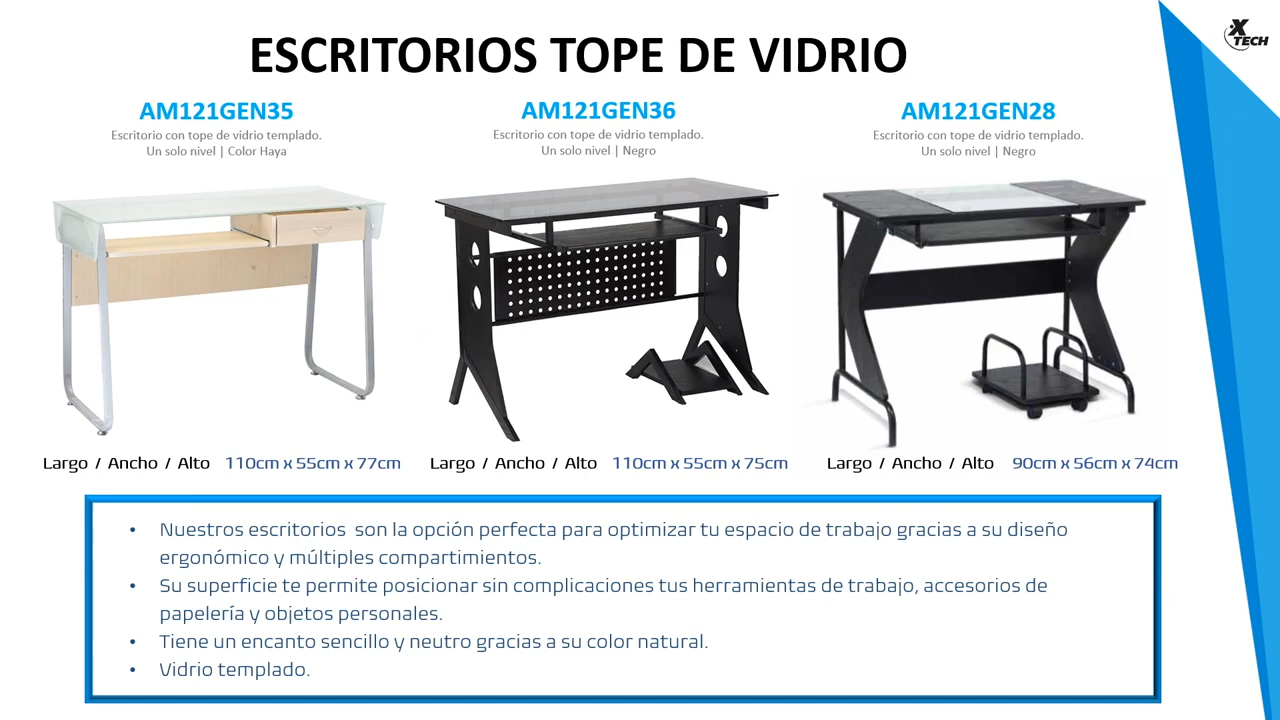 X TECH
ESCRITORIOS TOPE DE VIDRIO
AM121GEN35
Escritorio con tope de vidrio templado.
Un solo nivel | Color Haya
AM121GEN36
Escritorio con tope de vidrio templado.
Un solo nivel | Negro
AM121GEN28
Escritorio con tope de vidrio templado.
Un solo nivel | Negro
Largo / Ancho / Alto 110cm x 55cm x 77cm
Largo / Ancho / Alto 110cm x 55cm x 75cm
Largo / Ancho / Alto 90cm x 56cm x 74cm
• Nuestros escritorios son la opción perfecta para optimizar tu espacio de trabajo gracias a su diseño
ergonómico y múltiples compartimientos.
• Su superficie te permite posicionar sin complicaciones tus herramientas de trabajo, accesorios de
papelería y objetos personales.
• Tiene un encanto sencillo y neutro gracias a su color natural.
• Vidrio templado.